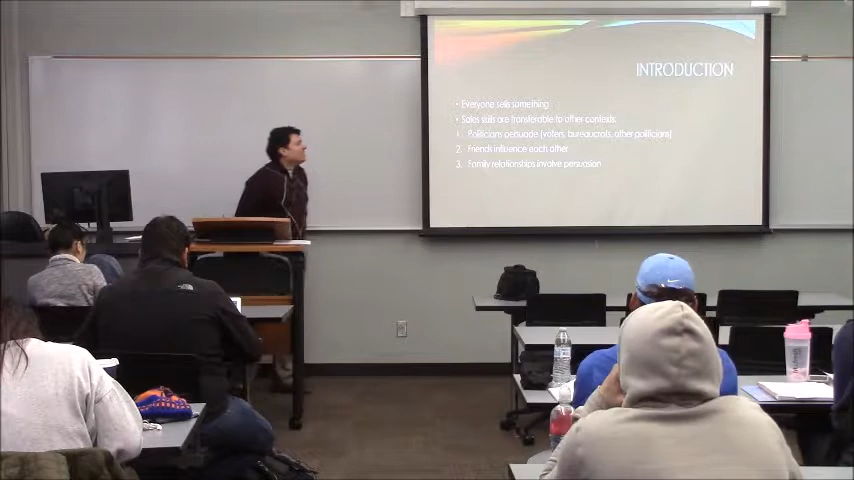 INTRODUCTION
• Everyone sells something
• Sales skills are transferable to other contexts
1. Politicians persuade (voters, bureaucrats, other politicians)
2. Friends influence each other
3. Family relationships involve persuasion